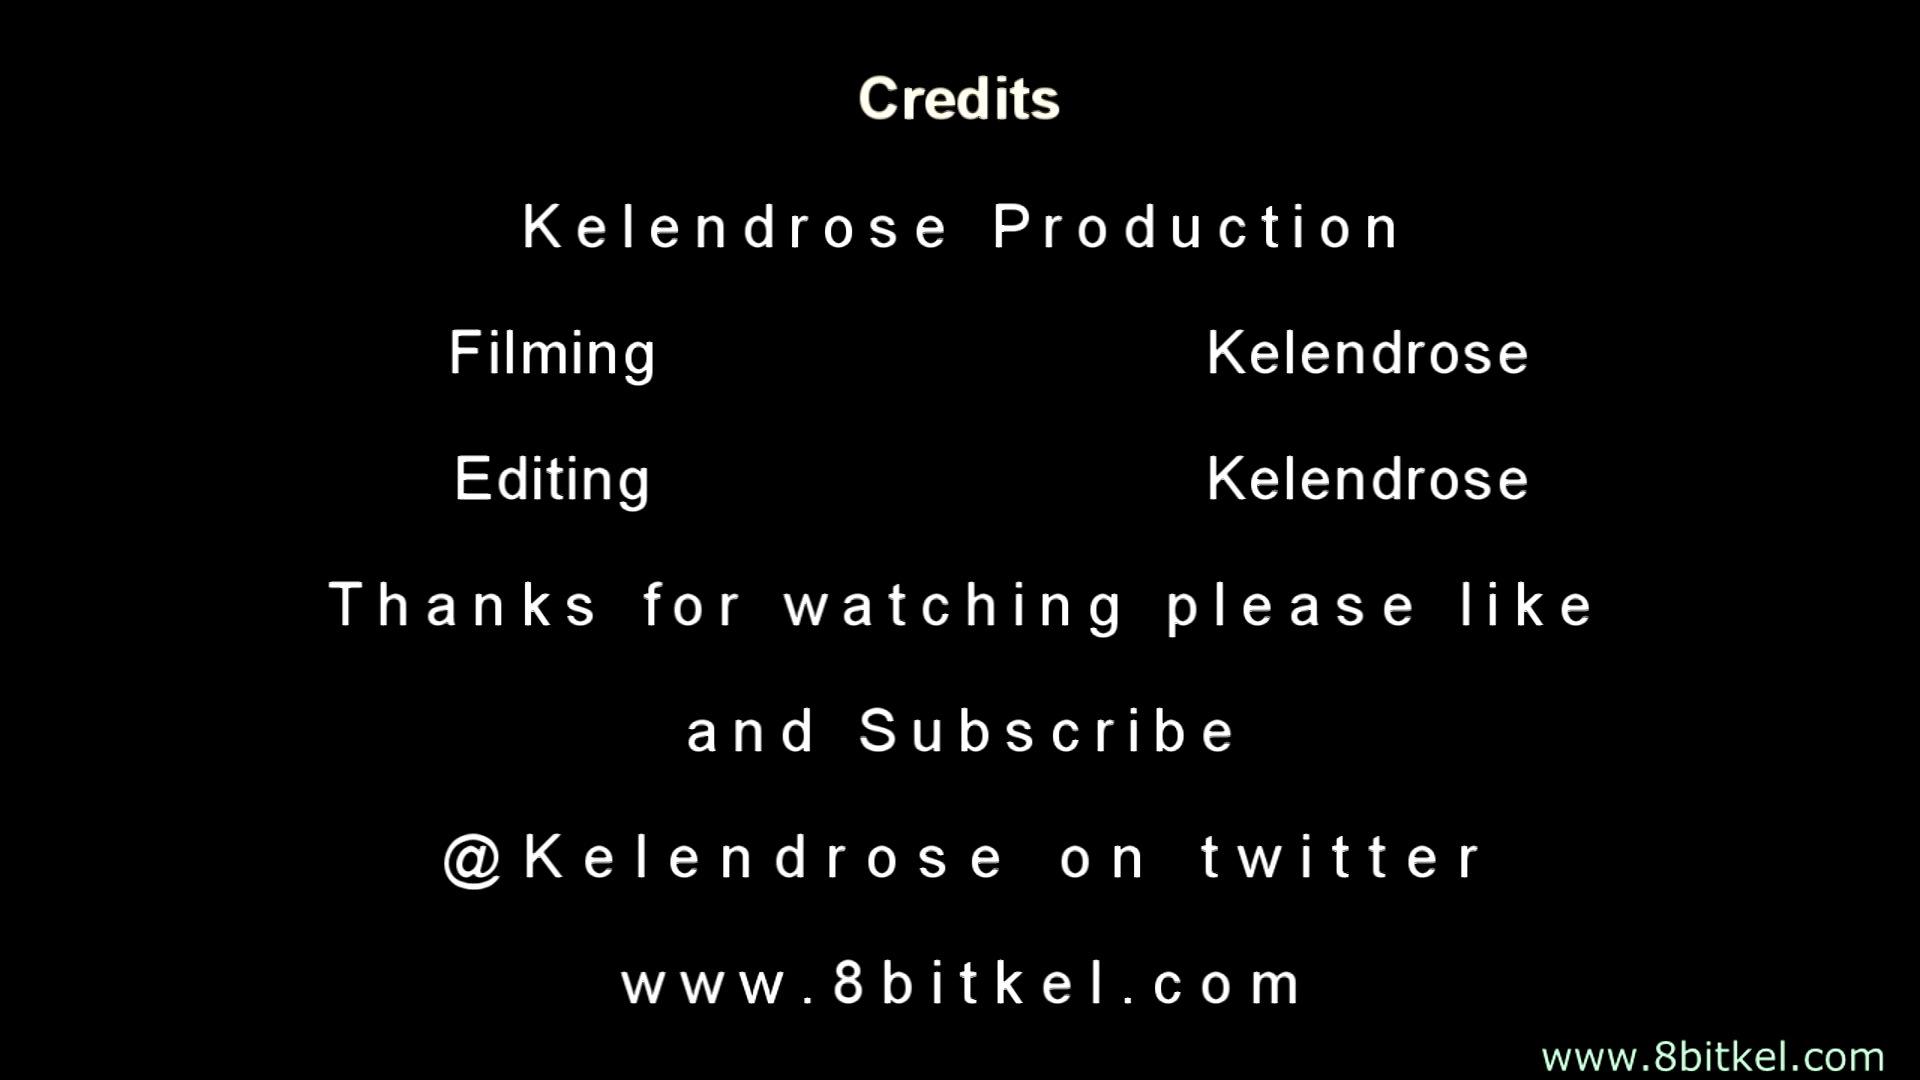 Credits
Kelendrose Production
Filming Kelendrose
Editing Kelendrose
Thanks for watching please like
and Subscribe
@Kelendrose on twitter
www.8bitkel.com
www.8bitkel.com